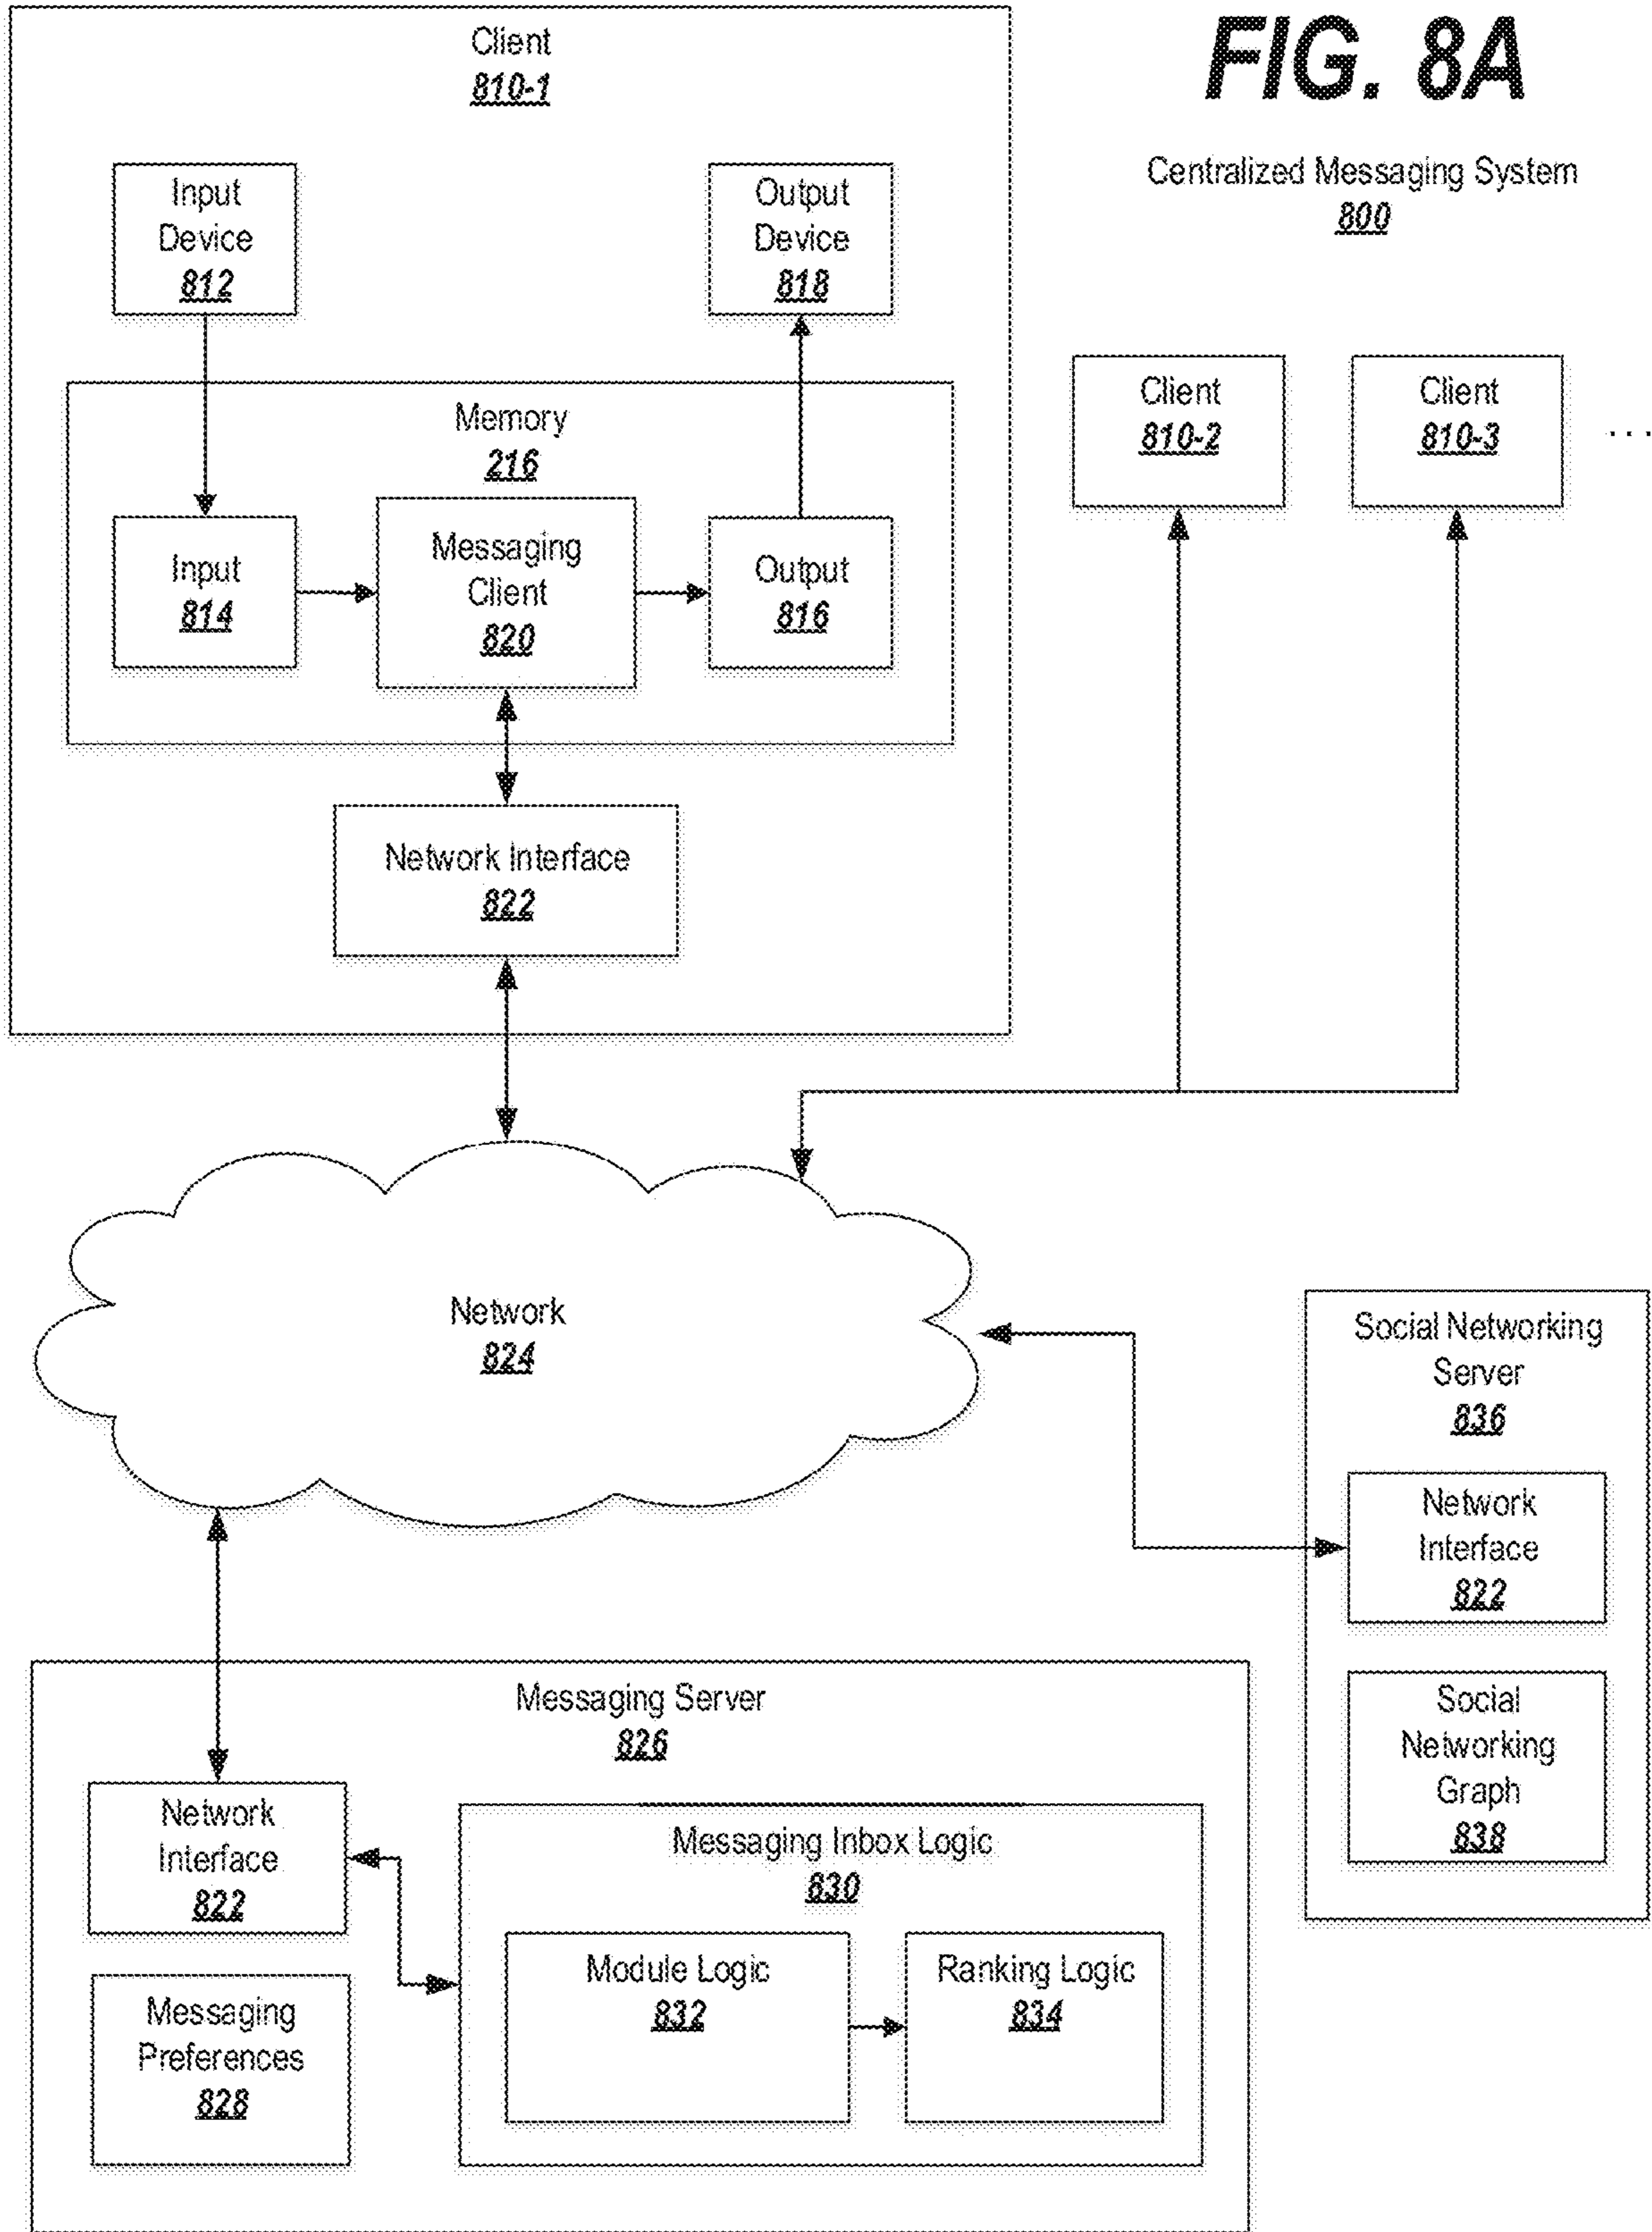 FIG. 8A
Centralized Messaging System
800
Client
810-1
Input
Device
812
Output
Device
818
Memory
216
Input
814
Messaging
Client
820
Output
816
Network Interface
822
Client
810-2
Client
810-3
...
Network
824
Social Networking
Server
836
Network
Interface
822
Social
Networking
Graph
838
Messaging Server
826
Network
Interface
822
Messaging
Preferences
828
Messaging Inbox Logic
830
Module Logic
832
Ranking Logic
834